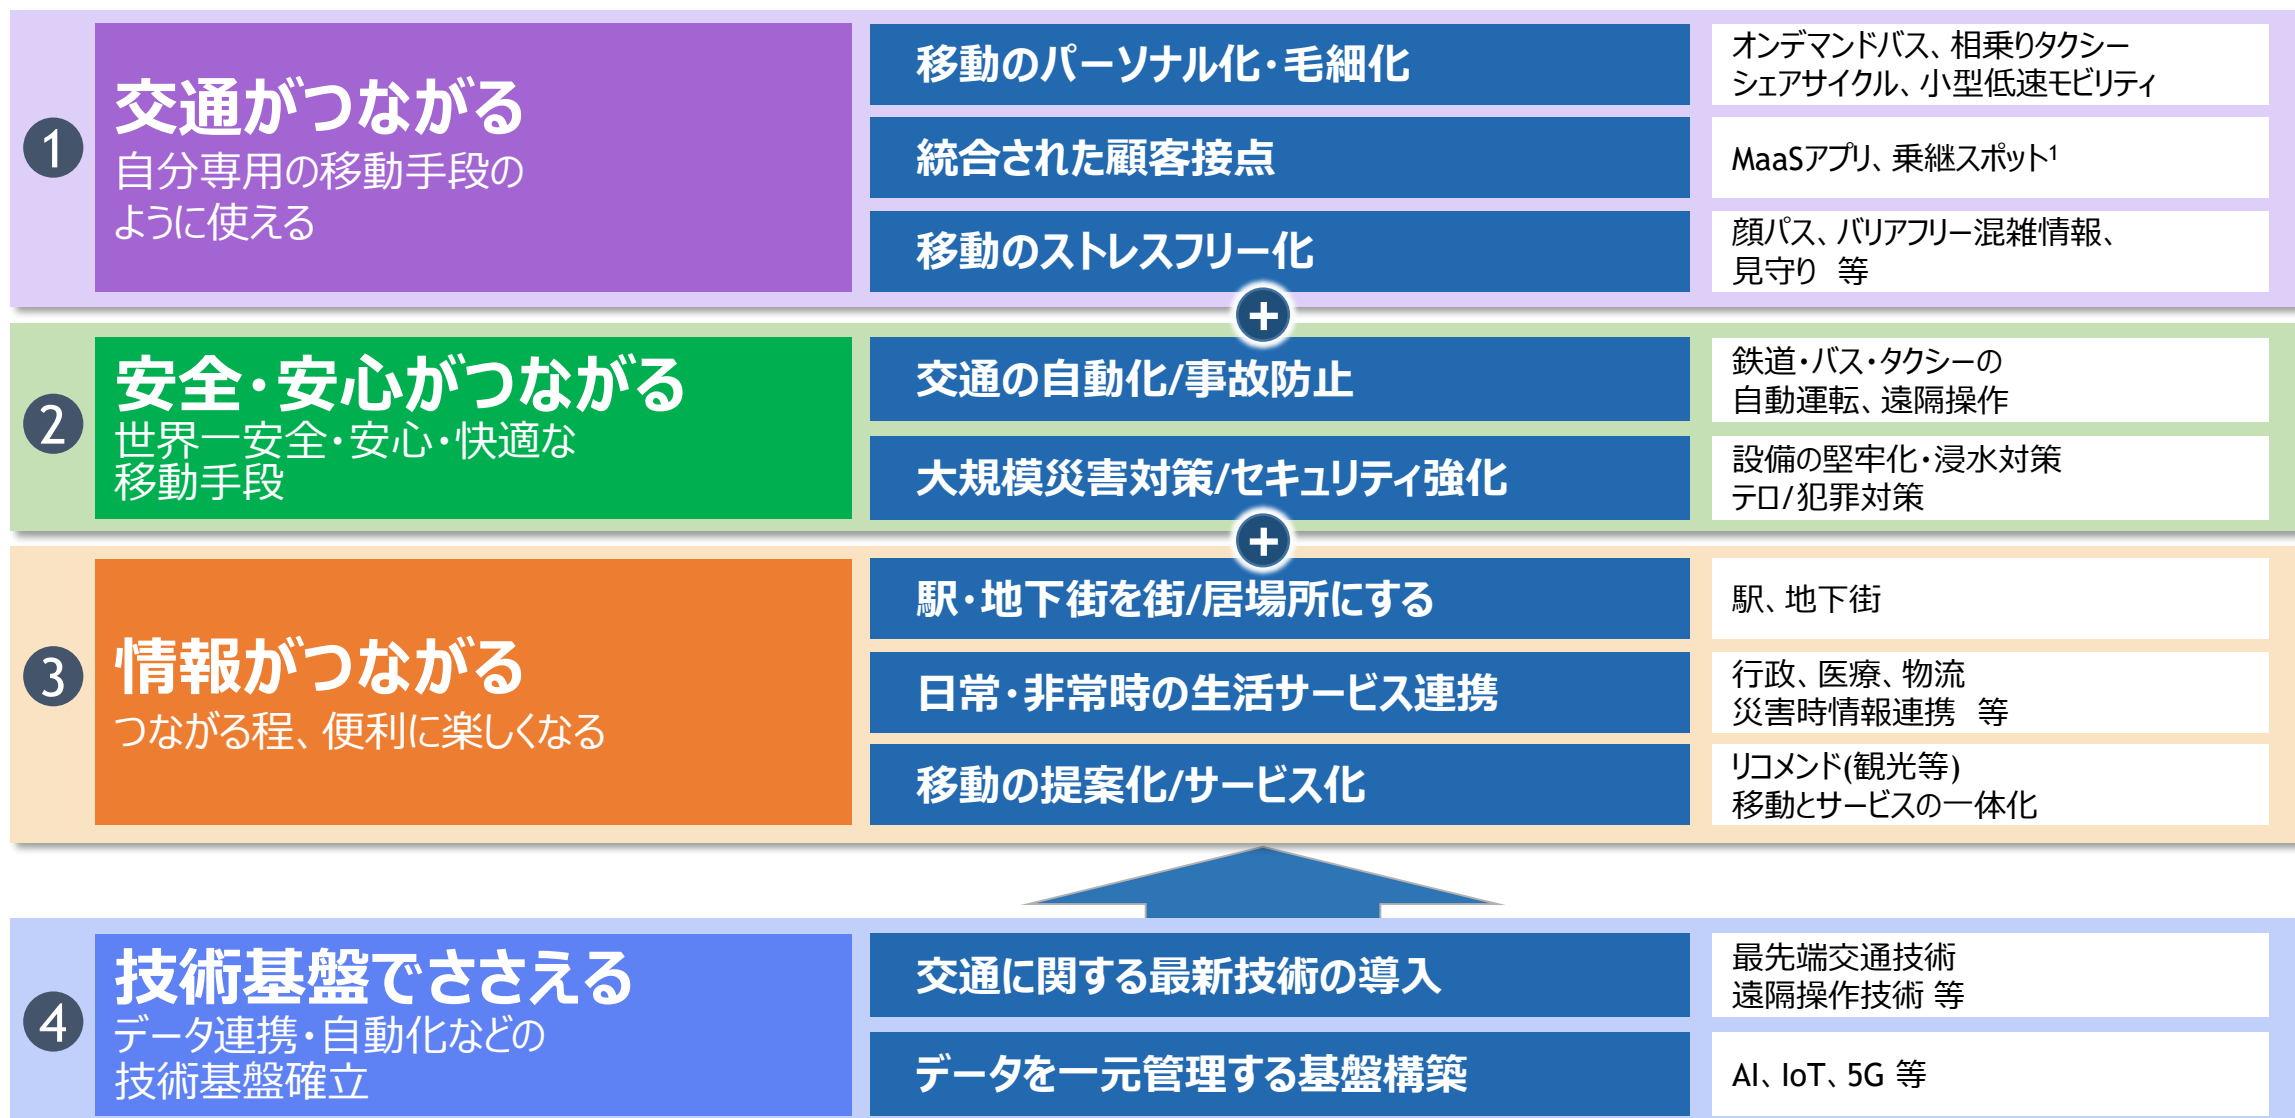 1
交通がつながる
自分専用の移動手段の
ように使える
移動のパーソナル化・毛細化
オンデマンドバス、相乗りタクシー
シェアサイクル、小型低速モビリティ
統合された顧客接点
MaaSアプリ、乗継スポット¹
移動のストレスフリー化
顔パス、バリアフリー混雑情報、
見守り 等
+
2
安全・安心がつながる
世界一安全・安心・快適な
移動手段
交通の自動化/事故防止
鉄道・バス・タクシーの
自動運転、遠隔操作
大規模災害対策/セキュリティ強化
設備の堅牢化・浸水対策
テロ/犯罪対策
+
3
情報がつながる
つながる程、便利に楽しくなる
駅・地下街を街/居場所にする
駅、地下街
日常・非常時の生活サービス連携
行政、医療、物流
災害時情報連携 等
移動の提案化/サービス化
リコメンド(観光等)
移動とサービスの一体化
4
技術基盤でささえる
データ連携・自動化などの
技術基盤確立
交通に関する最新技術の導入
最先端交通技術
遠隔操作技術 等
データを一元管理する基盤構築
AI、IoT、5G 等